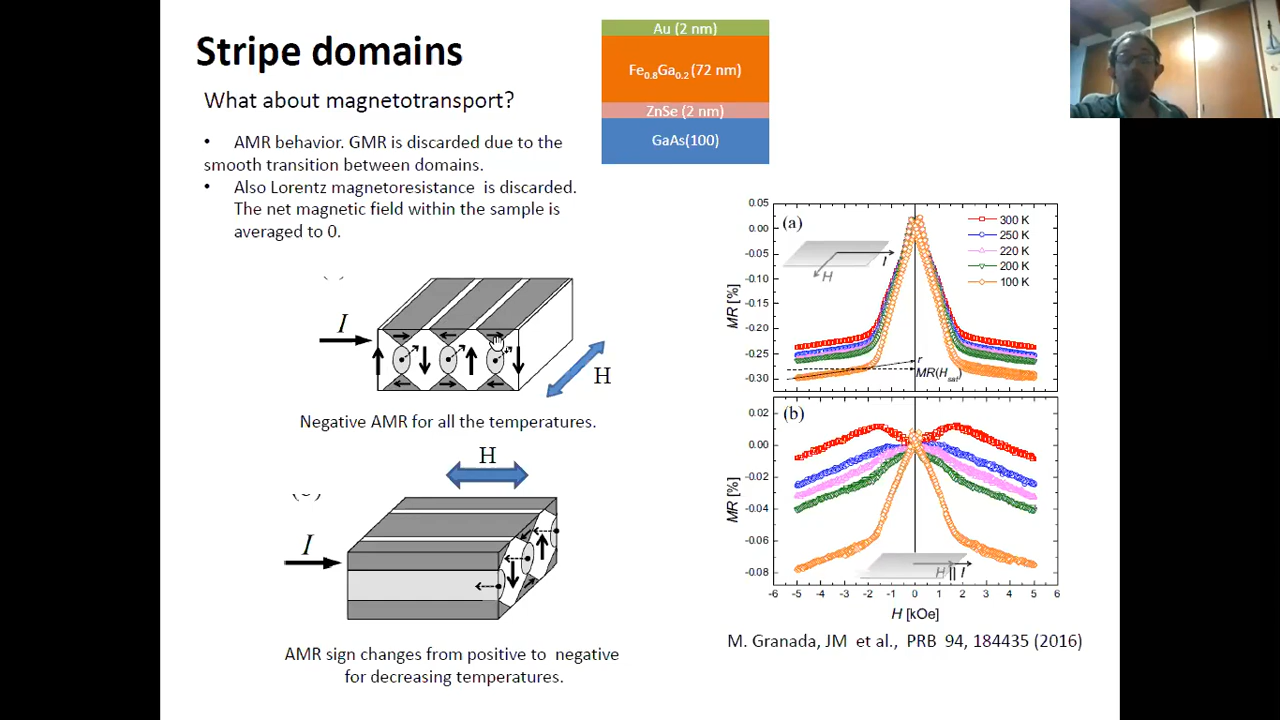 Stripe domains
What about magnetotransport?
• AMR behavior. GMR is discarded due to the
smooth transition between domains.
• Also Lorentz magnetoresistance is discarded.
The net magnetic field within the sample is
averaged to 0.
Au (2 nm)
Fe0.8Ga0.2 (72 nm)
ZnSe (2 nm)
GaAs(100)
I
H
Negative AMR for all the temperatures.
H
I
AMR sign changes from positive to negative
for decreasing temperatures.
(a)
300 K
250 K
220 K
200 K
100 K
I
H
r
MR(Hsat)
MR [%]
0.05
0.00
-0.05
-0.10
-0.15
-0.20
-0.25
-0.30
(b)
H || I
MR [%]
0.02
0.00
-0.02
-0.04
-0.06
-0.08
-6 -5 -4 -3 -2 -1 0 1 2 3 4 5 6
H [kOe]
M. Granada, JM et al., PRB 94, 184435 (2016)